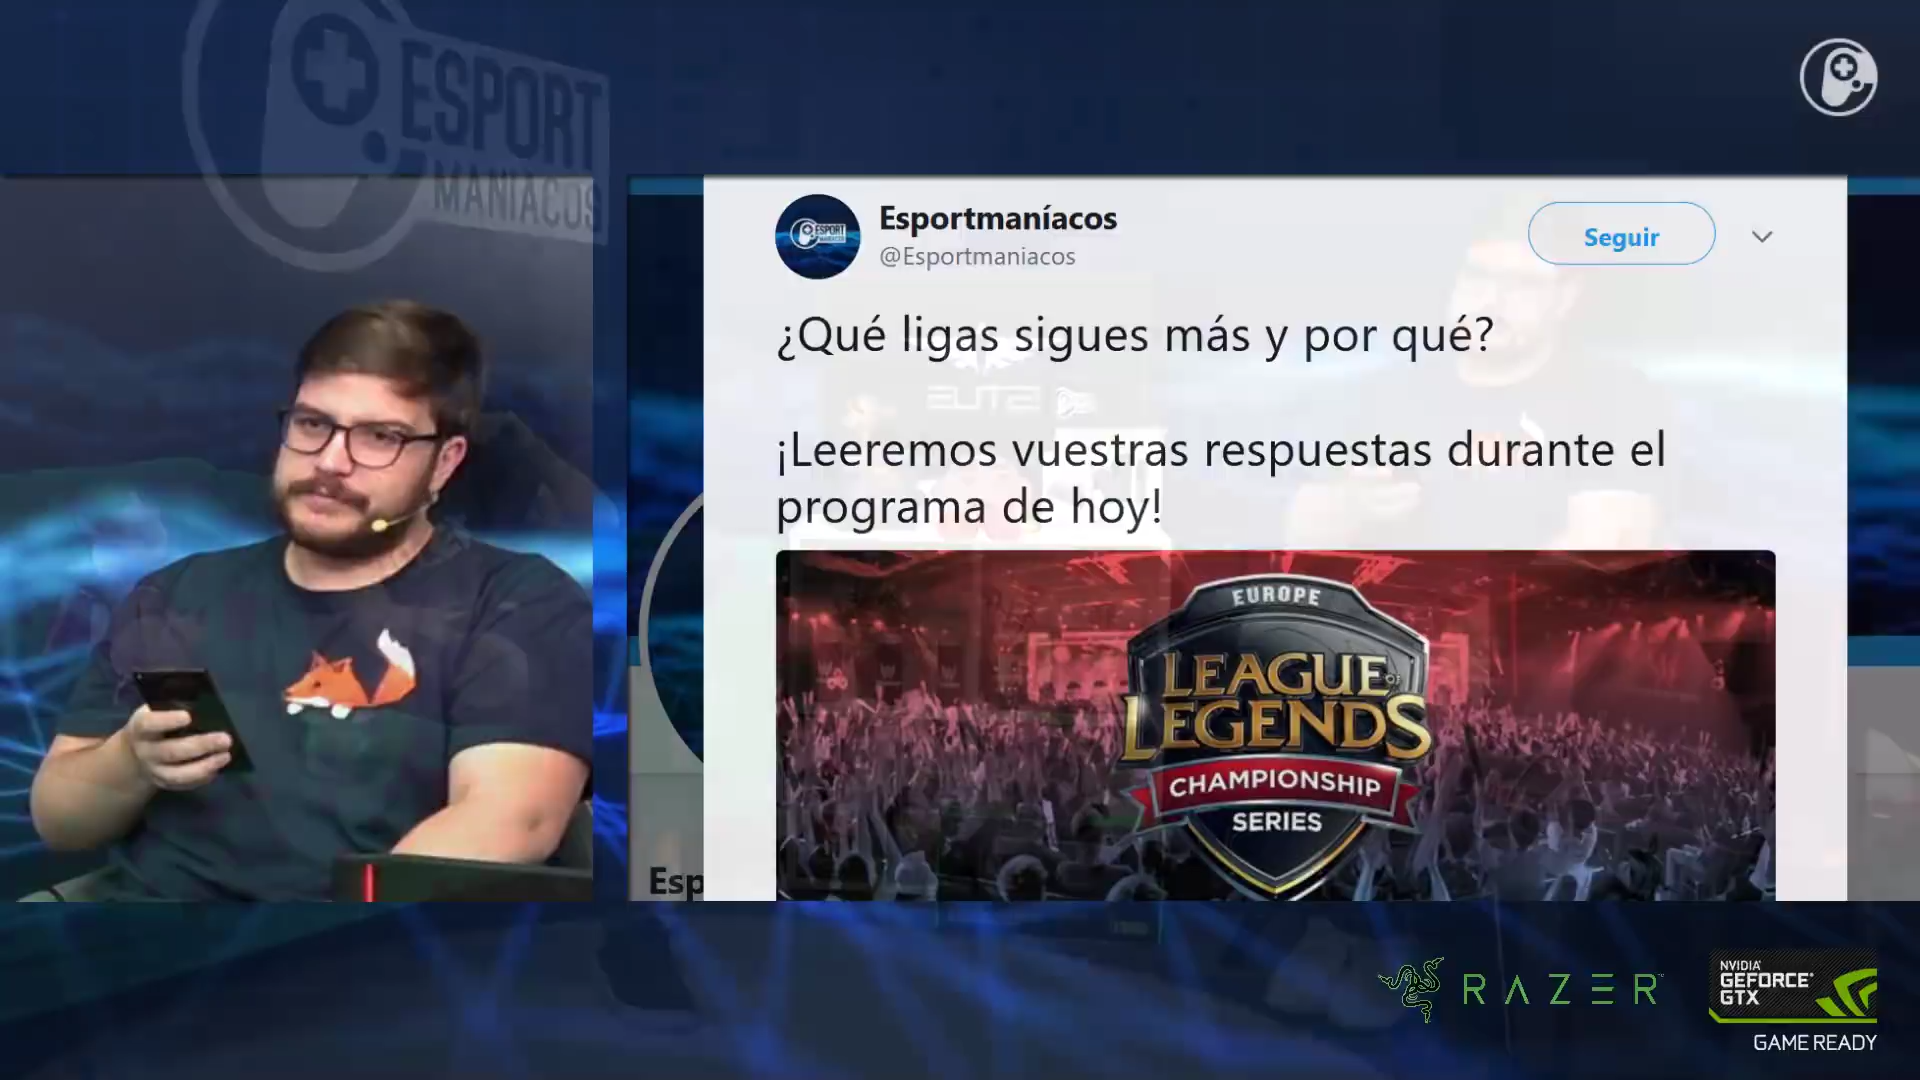 ESPORT
MANIACOS
Esportmaníacos
@Esportmaniacos
Seguir
¿Qué ligas sigues más y por qué?
¡Leeremos vuestras respuestas durante el
programa de hoy!
ELITE
EUROPE
LEAGUE OF
LEGENDS
CHAMPIONSHIP
SERIES
Esp
RAZER
NVIDIA
GEFORCE
GTX
GAME READY